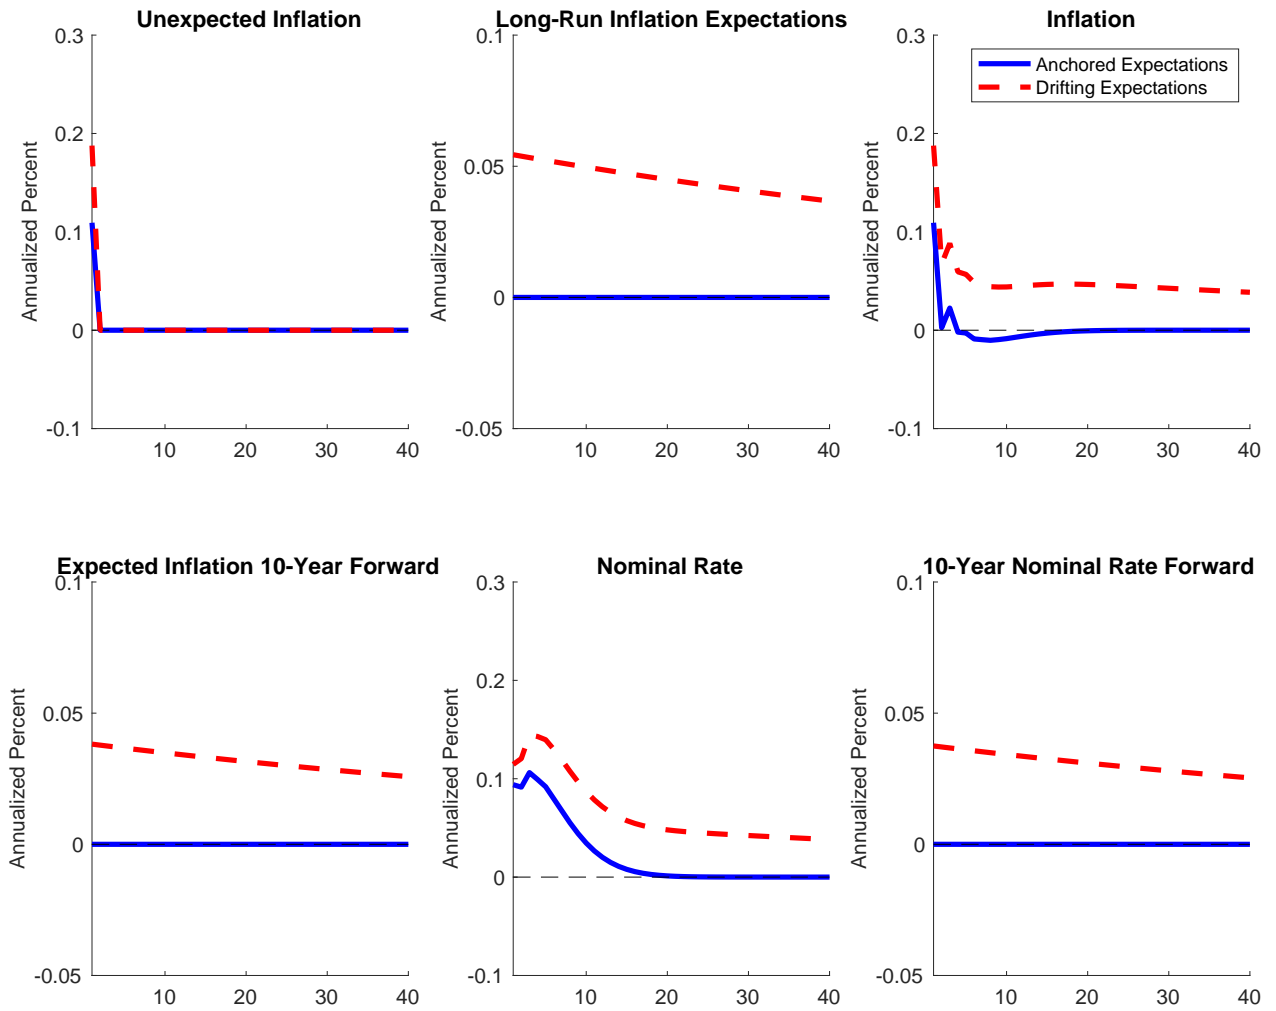 Unexpected Inflation
0.3
0.2
0.1
0
-0.1
Annualized Percent
10 20 30 40
Long-Run Inflation Expectations
0.1
0.05
0
-0.05
Annualized Percent
10 20 30 40
Inflation
Anchored Expectations
Drifting Expectations
0.3
0.2
0.1
0
-0.1
Annualized Percent
10 20 30 40
Expected Inflation 10-Year Forward
0.1
0.05
0
-0.05
Annualized Percent
10 20 30 40
Nominal Rate
0.3
0.2
0.1
0
-0.1
Annualized Percent
10 20 30 40
10-Year Nominal Rate Forward
0.1
0.05
0
-0.05
Annualized Percent
10 20 30 40